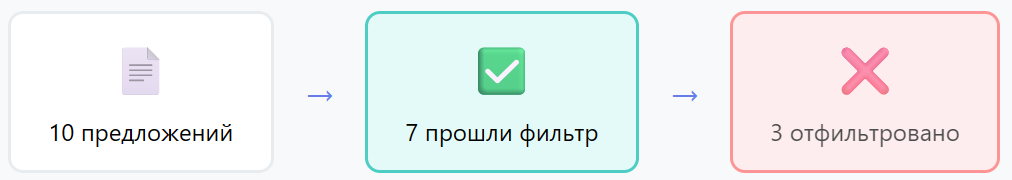 10 предложений
→
7 прошли фильтр
→
3 отфильтровано